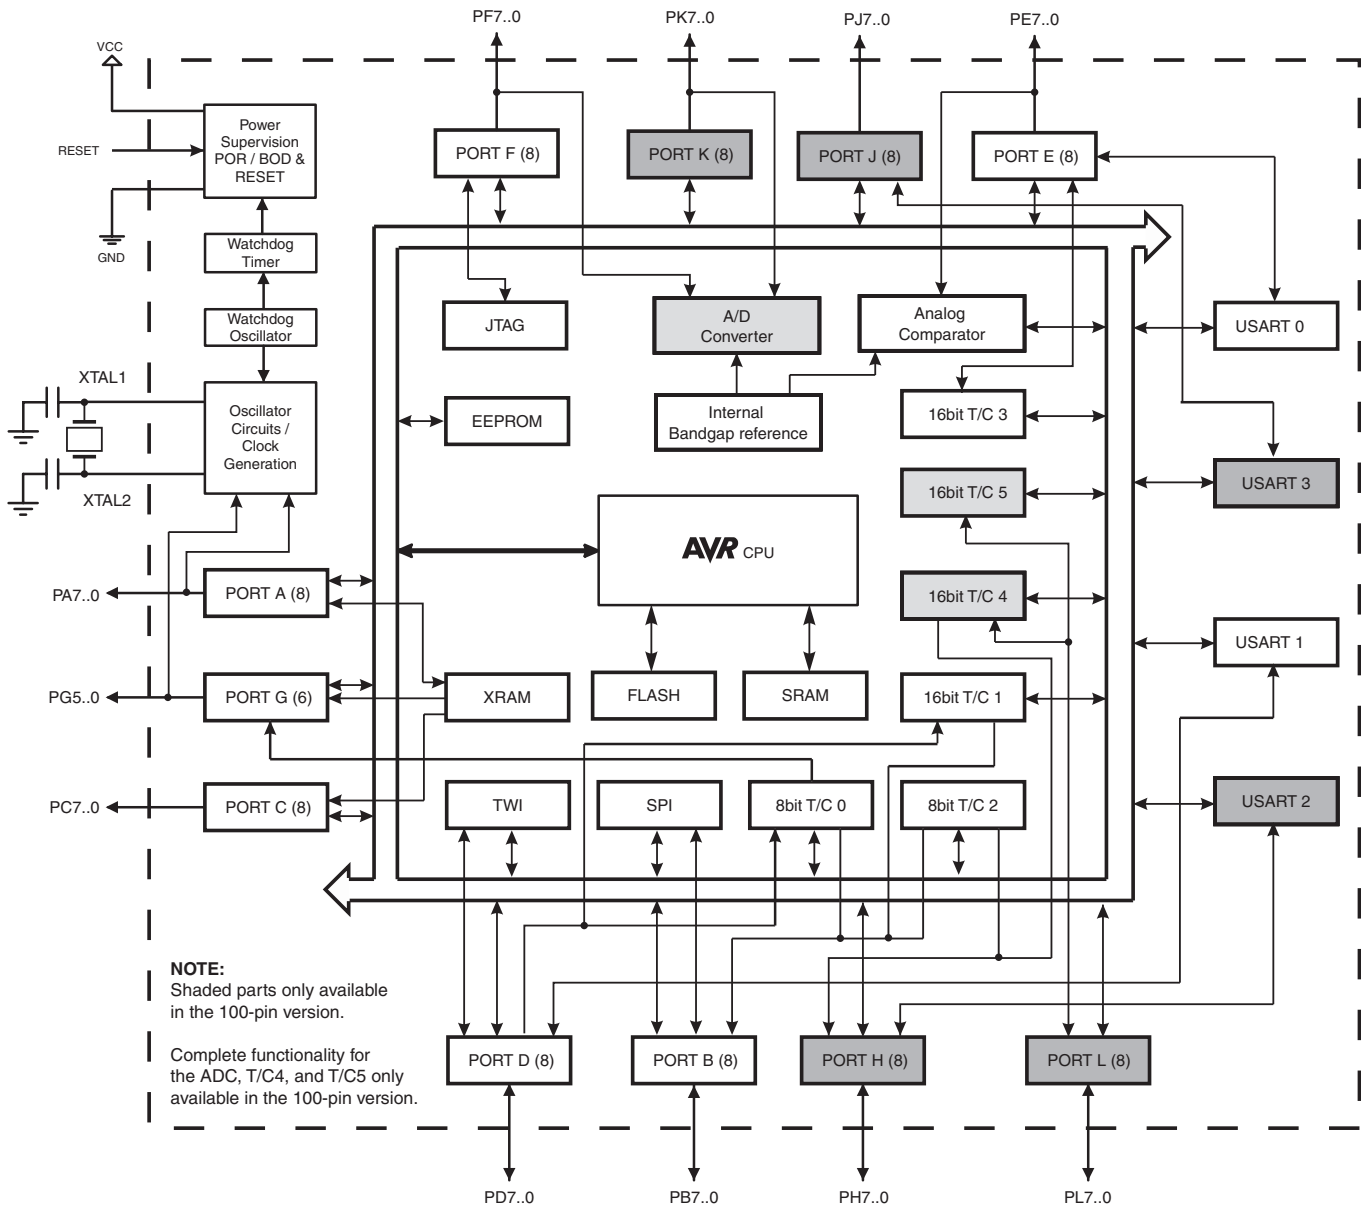 PF7..0
PK7..0
PJ7..0
PE7..0
VCC
RESET
GND
Power
Supervision
POR / BOD &
RESET
PORT F (8)
PORT K (8)
PORT J (8)
PORT E (8)
Watchdog
Timer
Watchdog
Oscillator
JTAG
A/D
Converter
Analog
Comparator
USART 0
XTAL1
XTAL2
Oscillator
Circuits /
Clock
Generation
EEPROM
Internal
Bandgap reference
16bit T/C 3
16bit T/C 5
USART 3
AVR CPU
PA7..0
PORT A (8)
16bit T/C 4
USART 1
PG5..0
PORT G (6)
XRAM
FLASH
SRAM
16bit T/C 1
PC7..0
PORT C (8)
TWI
SPI
8bit T/C 0
8bit T/C 2
USART 2
NOTE:
Shaded parts only available
in the 100-pin version.
Complete functionality for
the ADC, T/C4, and T/C5 only
available in the 100-pin version.
PORT D (8)
PORT B (8)
PORT H (8)
PORT L (8)
PD7..0
PB7..0
PH7..0
PL7..0